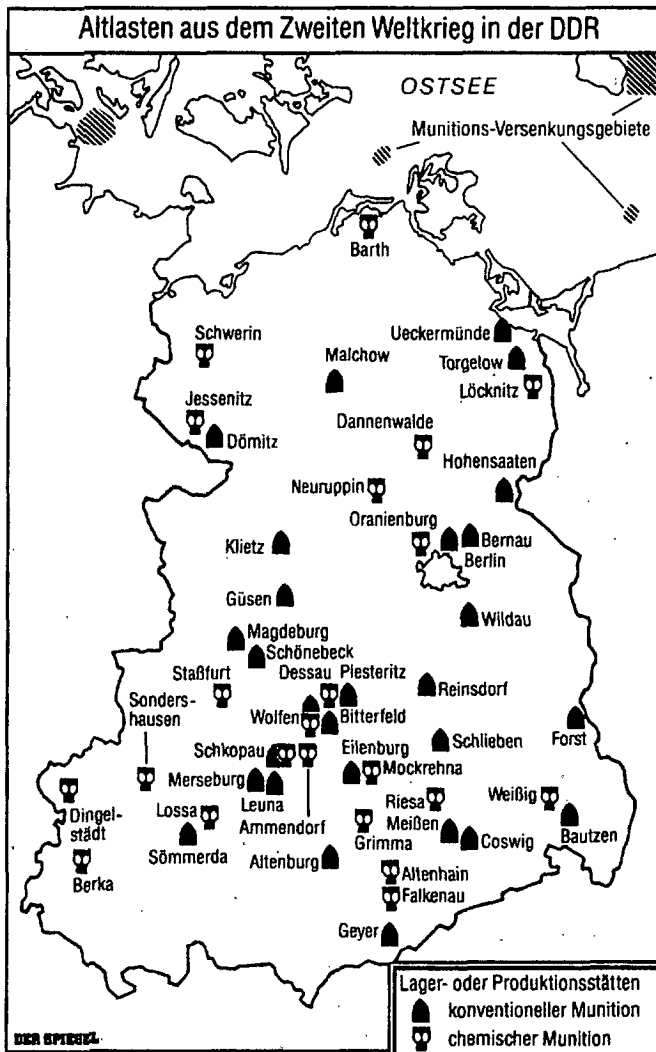 Altlasten aus dem Zweiten Weltkrieg in der DDR
OSTSEE
Munitions-Versenkungsgebiete
Barth
Ueckermünde
Schwerin
Malchow
Torgelow
Löcknitz
Jessenitz
Dömitz
Dannenwalde
Hohensaaten
Neuruppin
Oranienburg
Klietz
Bernau
Berlin
Güsen
Wildau
Magdeburg
Schönebeck
Staßfurt
Dessau
Piesteritz
Reinsdorf
Sonders-
hausen
Wolfen
Bitterfeld
Forst
Schkopau
Eilenburg
Schlieben
Merseburg
Mockrehna
Leuna
Ammendorf
Riesa
Weißig
Dingel-
städt
Lossa
Meißen
Grimma
Coswig
Bautzen
Sömmerda
Altenburg
Berka
Altenhain
Falkenau
Geyer
Lager- oder Produktionsstätten
konventioneller Munition
chemischer Munition
DER SPIEGEL